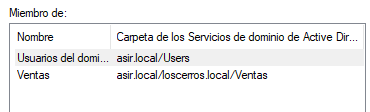 Miembro de:
Nombre Carpeta de los Servicios de dominio de Active Dir...
Usuarios del domi... asir.local/Users
Ventas asir.local/loscerros.local/Ventas